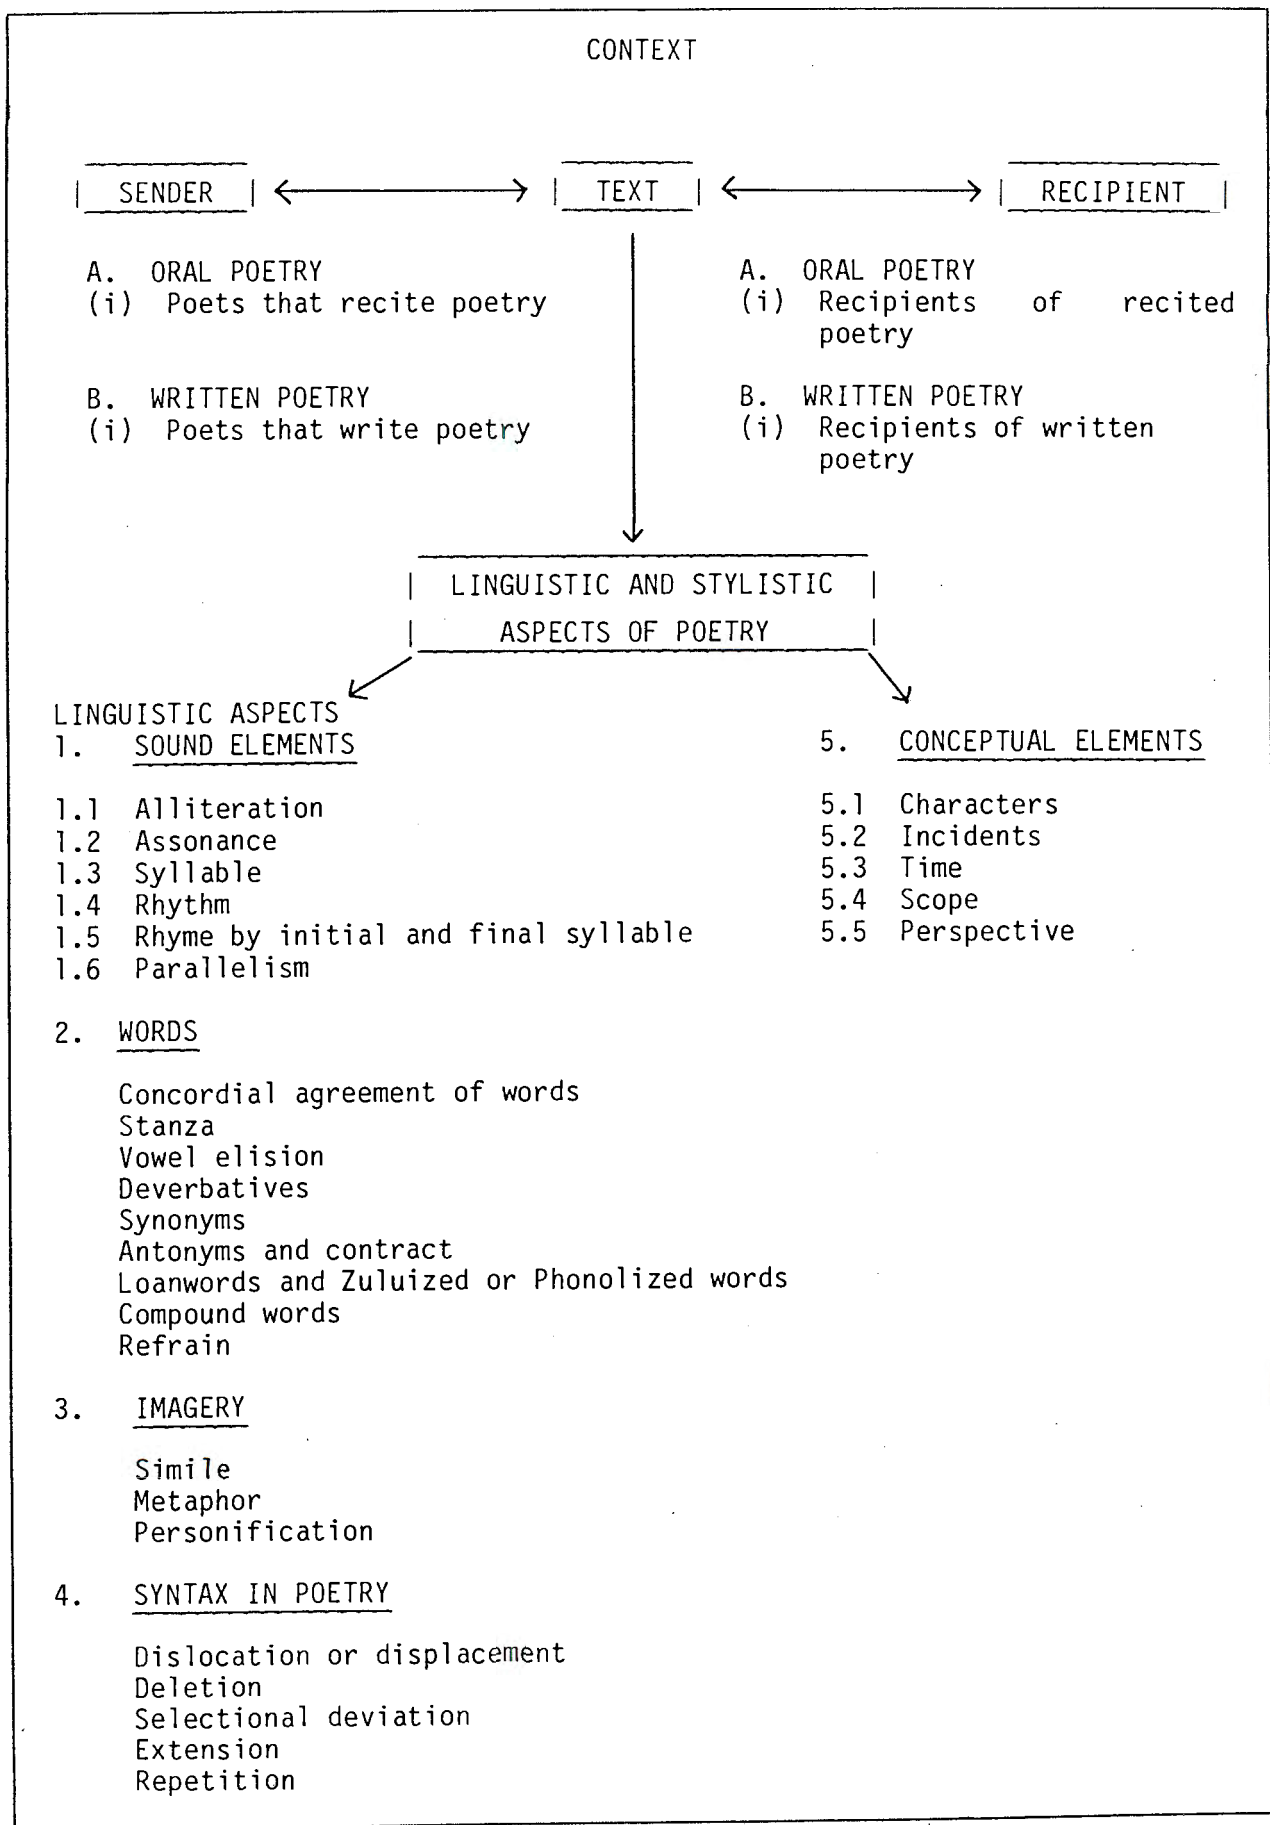 CONTEXT
SENDER TEXT RECIPIENT
A. ORAL POETRY
(i) Poets that recite poetry
B. WRITTEN POETRY
(i) Poets that write poetry
A. ORAL POETRY
(i) Recipients of recited
poetry
B. WRITTEN POETRY
(i) Recipients of written
poetry
LINGUISTIC AND STYLISTIC
ASPECTS OF POETRY
LINGUISTIC ASPECTS
1. SOUND ELEMENTS
1.1 Alliteration
1.2 Assonance
1.3 Syllable
1.4 Rhythm
1.5 Rhyme by initial and final syllable
1.6 Parallelism
5. CONCEPTUAL ELEMENTS
5.1 Characters
5.2 Incidents
5.3 Time
5.4 Scope
5.5 Perspective
2. WORDS
Concordial agreement of words
Stanza
Vowel elision
Deverbatives
Synonyms
Antonyms and contract
Loanwords and Zuluized or Phonolized words
Compound words
Refrain
3. IMAGERY
Simile
Metaphor
Personification
4. SYNTAX IN POETRY
Dislocation or displacement
Deletion
Selectional deviation
Extension
Repetition